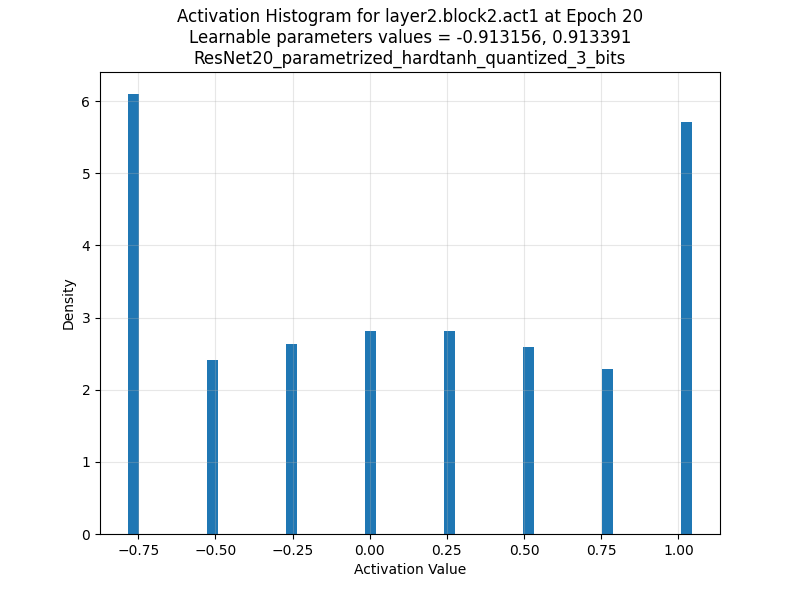 Activation Histogram for layer2.block2.act1 at Epoch 20
Learnable parameters values = -0.913156, 0.913391
ResNet20_parametrized_hardtanh_quantized_3_bits
6
5
4
3
2
1
0
Density
−0.75 −0.50 −0.25 0.00 0.25 0.50 0.75 1.00
Activation Value